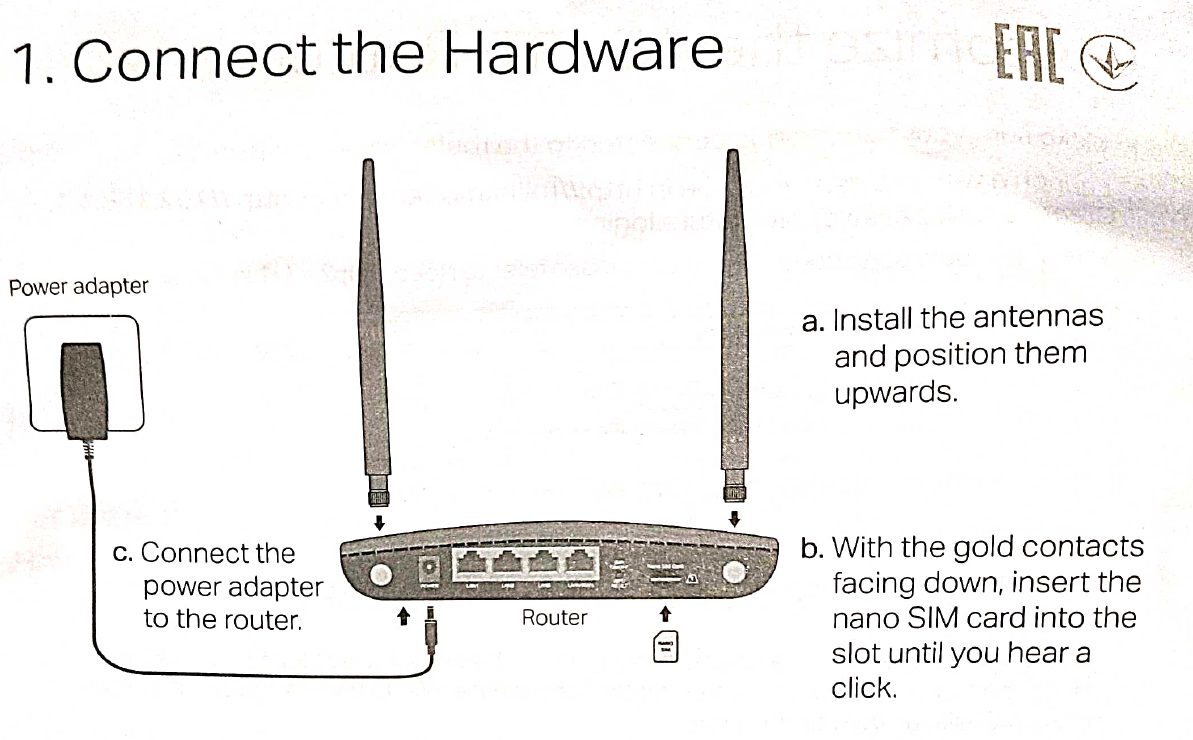 1. Connect the Hardware
EAC
Power adapter
a. Install the antennas
and position them
upwards.
c. Connect the
power adapter
to the router.
Router
b. With the gold contacts
facing down, insert the
nano SIM card into the
slot until you hear a
click.